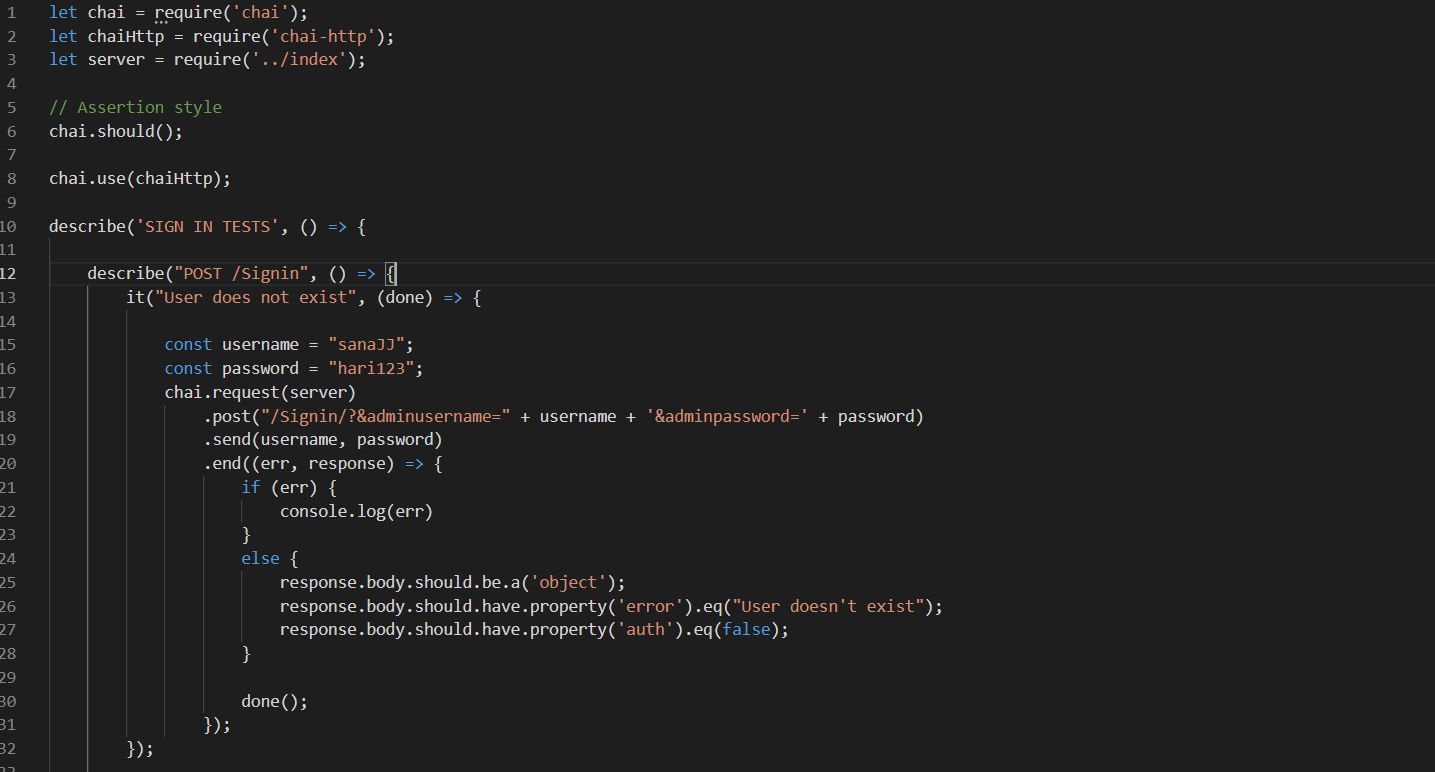 1 let chai = require('chai');
2 let chaiHttp = require('chai-http');
3 let server = require('../index');
4
5 // Assertion style
6 chai.should();
7
8 chai.use(chaiHttp);
9
10 describe('SIGN IN TESTS', () => {
11
12 describe("POST /Signin", () => {
13 it("User does not exist", (done) => {
14
15 const username = "sanaJJ";
16 const password = "hari123";
17 chai.request(server)
18 .post("/Signin/?&adminusername=" + username + '&adminpassword=' + password)
19 .send(username, password)
20 .end((err, response) => {
21 if (err) {
22 console.log(err)
23 }
24 else {
25 response.body.should.be.a('object');
26 response.body.should.have.property('error').eq("User doesn't exist");
27 response.body.should.have.property('auth').eq(false);
28 }
29
30 done();
31 });
32 });